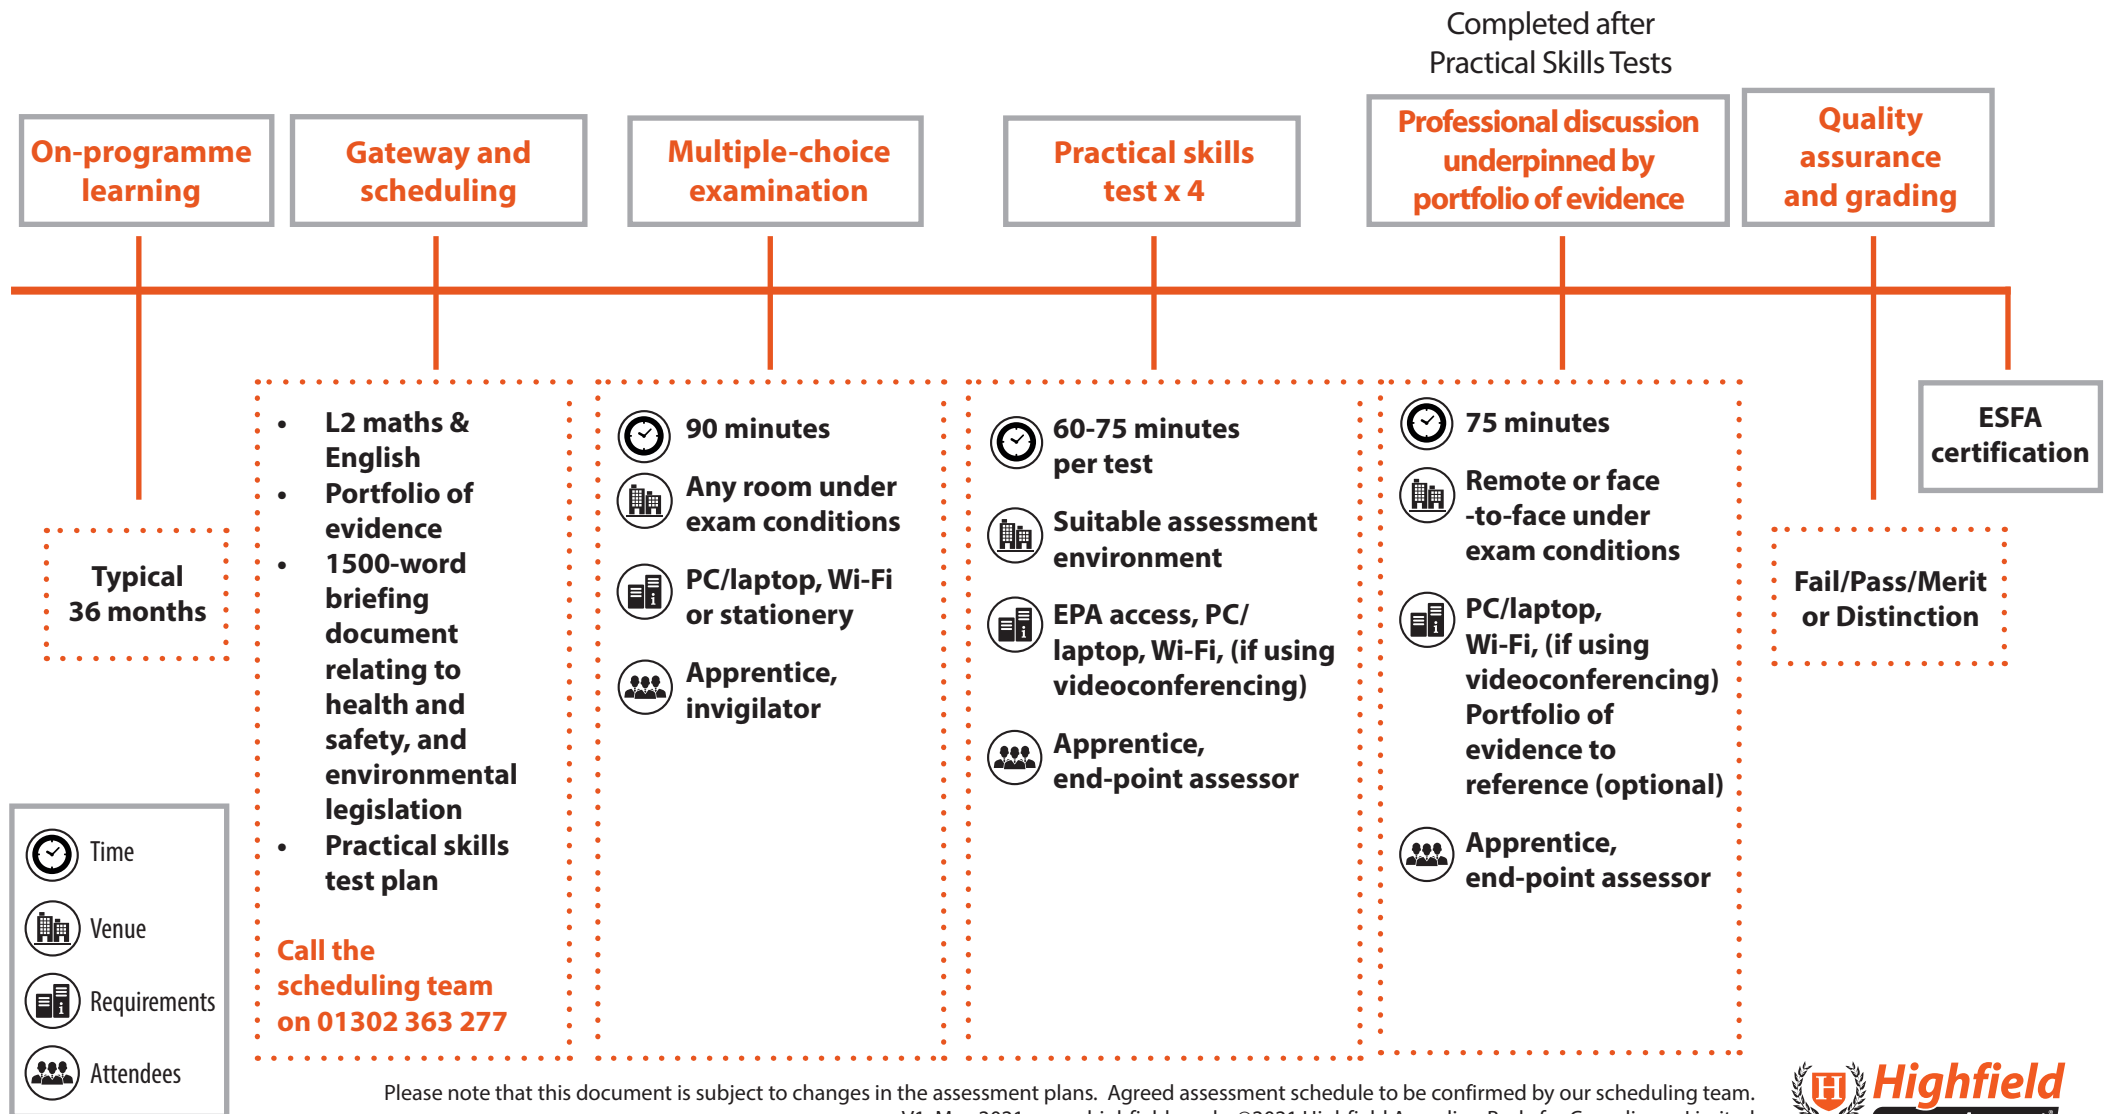 Completed after
Practical Skills Tests
On-programme
learning
Gateway and
scheduling
Multiple-choice
examination
Practical skills
test x 4
Professional discussion
underpinned by
portfolio of evidence
Quality
assurance
and grading
Typical
36 months
• L2 maths &
English
• Portfolio of
evidence
• 1500-word
briefing
document
relating to
health and
safety, and
environmental
legislation
• Practical skills
test plan
Call the
scheduling team
on 01302 363 277
90 minutes
Any room under
exam conditions
PC/laptop, Wi-Fi
or stationery
Apprentice,
invigilator
60-75 minutes
per test
Suitable assessment
environment
EPA access, PC/
laptop, Wi-Fi, (if using
videoconferencing)
Apprentice,
end-point assessor
75 minutes
Remote or face
-to-face under
exam conditions
PC/laptop,
Wi-Fi, (if using
videoconferencing)
Portfolio of
evidence to
reference (optional)
Apprentice,
end-point assessor
Fail/Pass/Merit
or Distinction
ESFA
certification
Time
Venue
Requirements
Attendees
Please note that this document is subject to changes in the assessment plans. Agreed assessment schedule to be confirmed by our scheduling team.
H Highfield